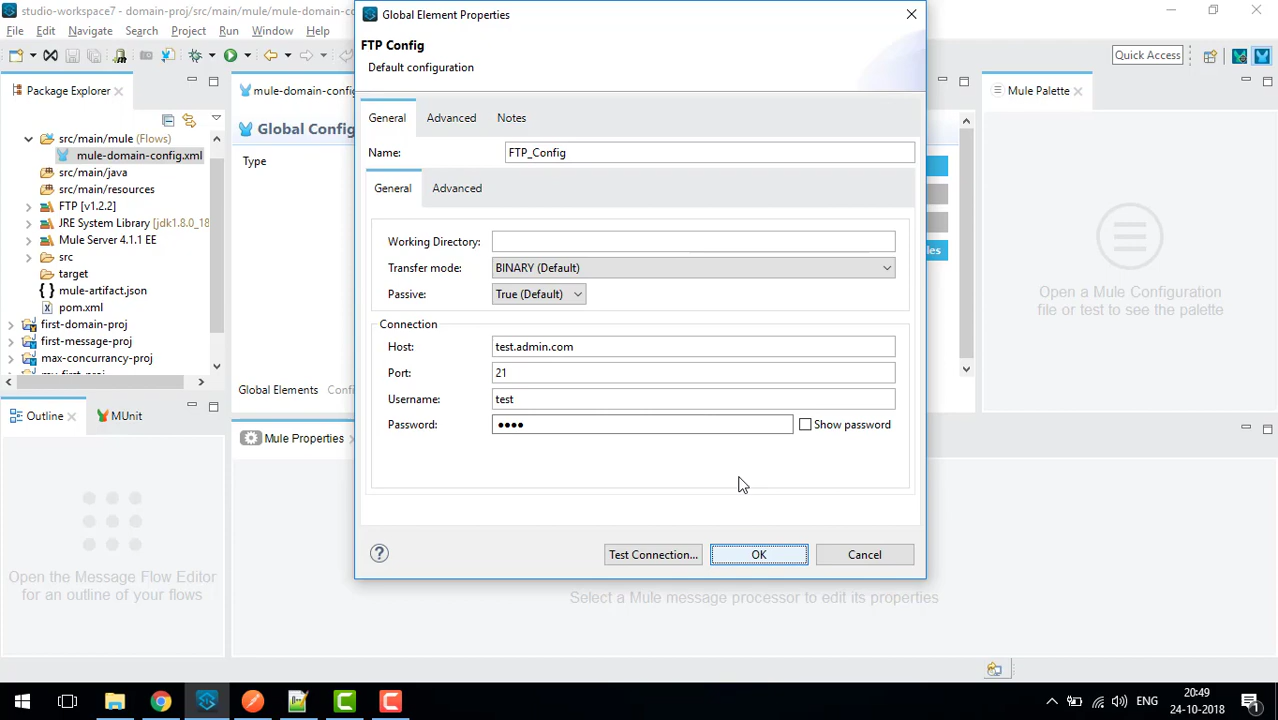 studio-workspace7 - domain-proj/src/main/mule/mule-domain-co
File Edit Navigate Search Project Run Window Help
Quick Access
Package Explorer
src/main/mule (Flows)
mule-domain-config.xml
src/main/java
src/main/resources
FTP [v1.2.2]
JRE System Library [jdk1.8.0_18
Mule Server 4.1.1 EE
src
target
mule-artifact.json
pom.xml
first-domain-proj
first-message-proj
max-concurrancy-proj
Outline
MUnit
Open the Message Flow Editor
for an outline of your flows
mule-domain-config
Global Config
Type
Global Elements Confi
Mule Properties
Select a Mule message processor to edit its properties
Global Element Properties
FTP Config
Default configuration
General Advanced Notes
Name: FTP_Config
General Advanced
Working Directory:
Transfer mode: BINARY (Default)
Passive: True (Default)
Connection
Host: test.admin.com
Port: 21
Username: test
Password: ●●●● Show password
? Test Connection... OK Cancel
les
Mule Palette
Open a Mule Configuration
file or test to see the palette
ENG
20:49
24-10-2018
1